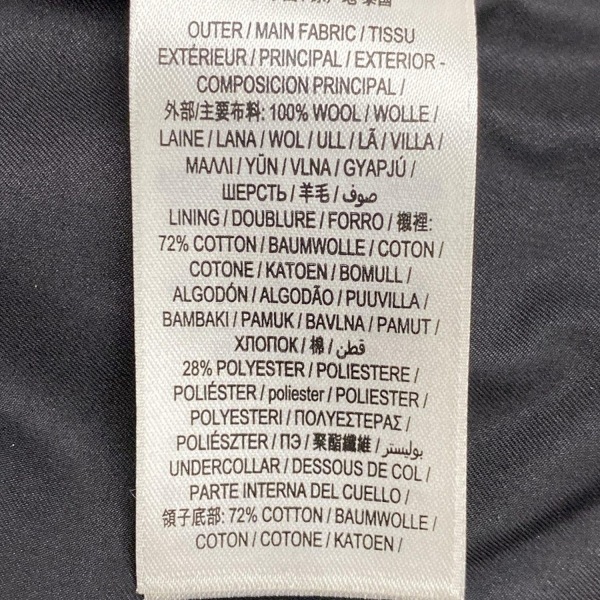 泰国
OUTER / MAIN FABRIC / TISSU
EXTÉRIEUR / PRINCIPAL / EXTERIOR -
COMPOSICION PRINCIPAL /
外部/主要布料: 100% WOOL / WOLLE /
LAINE / LANA / WOL / ULL / LÃ / VILLA /
ΜΑΛΛΙ / YÜN / VLNA / GYAPJÚ /
ШЕРСТЬ / 羊毛 / صوف /
LINING / DOUBLURE / FORRO / 襯裡:
72% COTTON / BAUMWOLLE / COTON /
COTONE / KATOEN / BOMULL /
ALGODÓN / ALGODÃO / PUUVILLA /
BAMBAKI / PAMUK / BAVLNA / PAMUT /
ХЛОПОК / 棉 / قطن /
28% POLYESTER / POLIESTERE /
POLIÉSTER / poliester / POLIESTER /
POLYESTERI / ΠΟΛΥΕΣΤΕΡΑΣ /
POLIÉSZTER / ПЭ / 聚酯纖維 / بوليستر /
UNDERCOLLAR / DESSOUS DE COL /
PARTE INTERNA DEL CUELLO /
領子底部: 72% COTTON / BAUMWOLLE /
COTON / COTONE / KATOEN /